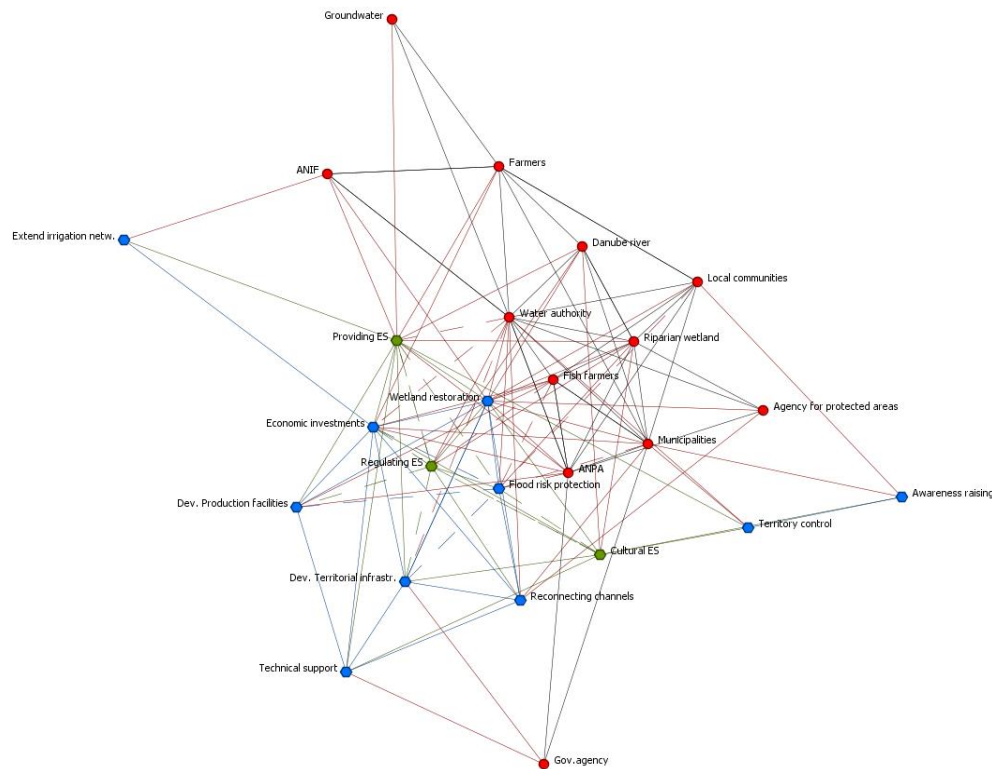 Groundwater
Farmers
ANIF
Extend irrigation netw.
Danube river
Local communities
Water authority
Providing ES
Riparian wetland
Fish farmers
Wetland restoration
Agency for protected areas
Economic investments
Municipalities
Regulating ES
ANPA
Flood risk protection
Awareness raising
Dev. Production facilities
Territory control
Cultural ES
Dev. Territorial infrastr.
Reconnecting channels
Technical support
Gov.agency